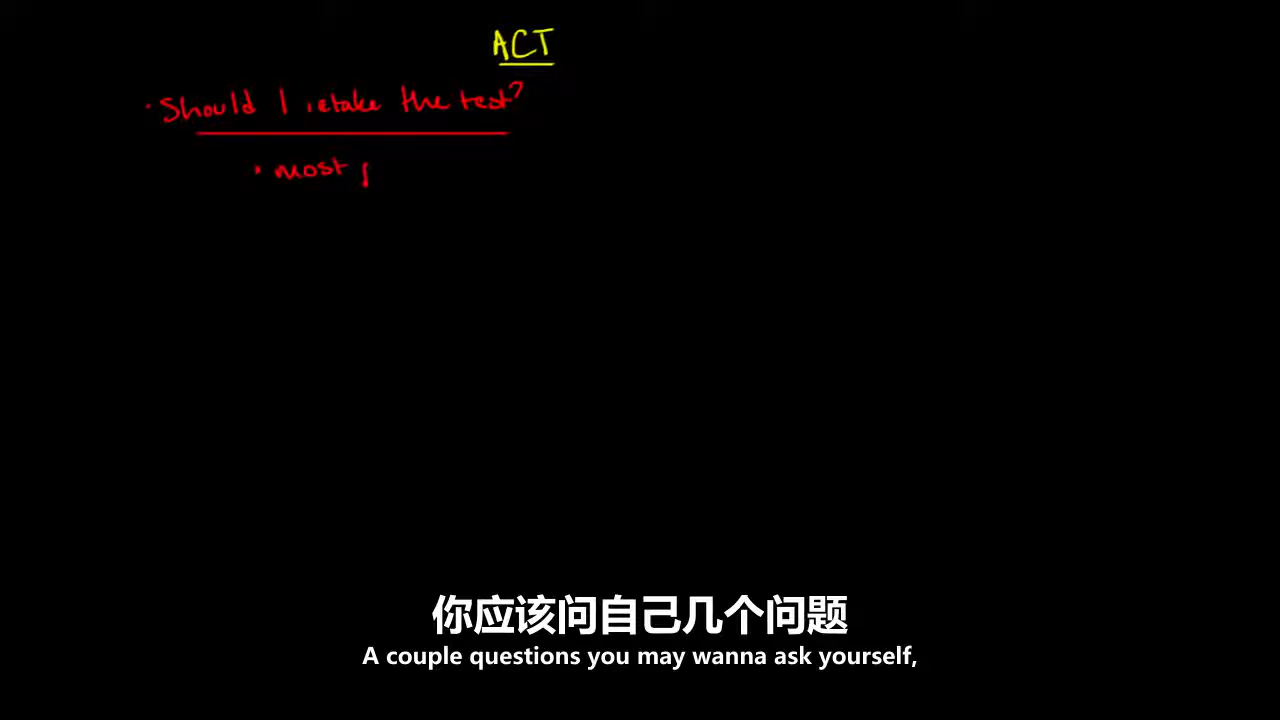 ACT
· Should I retake the test?
· most p
你应该问自己几个问题
A couple questions you may wanna ask yourself,